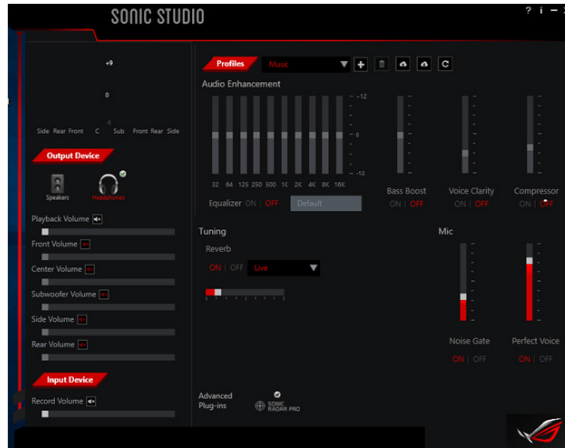 SONIC STUDIO
? i −
+9
0
Side Rear Front C Sub Front Rear Side
Output Device
Speakers Headphones
Playback Volume
Front Volume
Center Volume
Subwoofer Volume
Side Volume
Rear Volume
Input Device
Record Volume
Profiles Music
Audio Enhancement
-12
0
-12
32 64 125 250 500 1K 2K 4K 8K 16K
Equalizer ON | OFF Default
Bass Boost Voice Clarity Compressor
ON | OFF ON | OFF ON | OFF
Tuning
Reverb
ON | OFF Live
Mic
Noise Gate Perfect Voice
ON | OFF ON | OFF
Advanced
Plug-ins
SONIC
RADAR PRO